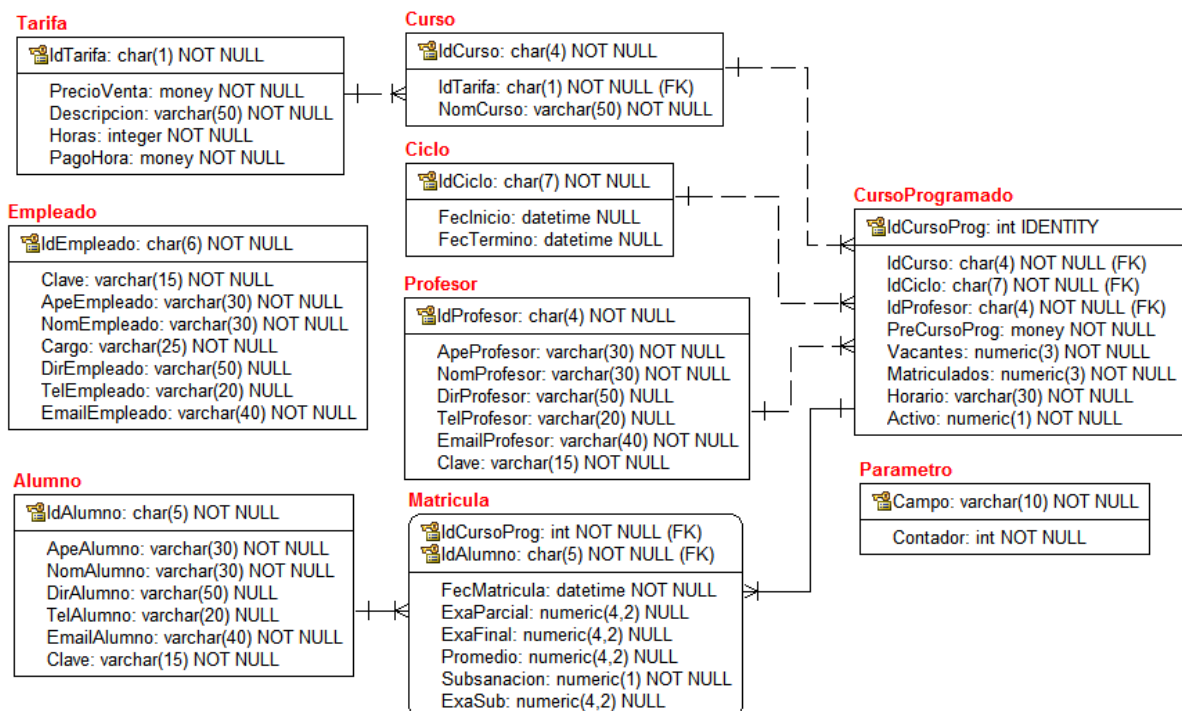 Tarifa
IdTarifa: char(1) NOT NULL
PrecioVenta: money NOT NULL
Descripcion: varchar(50) NOT NULL
Horas: integer NOT NULL
PagoHora: money NOT NULL
Curso
IdCurso: char(4) NOT NULL
IdTarifa: char(1) NOT NULL (FK)
NomCurso: varchar(50) NOT NULL
Ciclo
IdCiclo: char(7) NOT NULL
FecInicio: datetime NULL
FecTermino: datetime NULL
CursoProgramado
IdCursoProg: int IDENTITY
IdCurso: char(4) NOT NULL (FK)
IdCiclo: char(7) NOT NULL (FK)
IdProfesor: char(4) NOT NULL (FK)
PreCursoProg: money NOT NULL
Vacantes: numeric(3) NOT NULL
Matriculados: numeric(3) NOT NULL
Horario: varchar(30) NOT NULL
Activo: numeric(1) NOT NULL
Empleado
IdEmpleado: char(6) NOT NULL
Clave: varchar(15) NOT NULL
ApeEmpleado: varchar(30) NOT NULL
NomEmpleado: varchar(30) NOT NULL
Cargo: varchar(25) NOT NULL
DirEmpleado: varchar(50) NOT NULL
TelEmpleado: varchar(20) NOT NULL
EmailEmpleado: varchar(40) NOT NULL
Profesor
IdProfesor: char(4) NOT NULL
ApeProfesor: varchar(30) NOT NULL
NomProfesor: varchar(30) NOT NULL
DirProfesor: varchar(50) NOT NULL
TelProfesor: varchar(20) NOT NULL
EmailProfesor: varchar(40) NOT NULL
Clave: varchar(15) NOT NULL
Parametro
Campo: varchar(10) NOT NULL
Contador: int NOT NULL
Alumno
IdAlumno: char(5) NOT NULL
ApeAlumno: varchar(30) NOT NULL
NomAlumno: varchar(30) NOT NULL
DirAlumno: varchar(50) NOT NULL
TelAlumno: varchar(20) NOT NULL
EmailAlumno: varchar(40) NOT NULL
Clave: varchar(15) NOT NULL
Matricula
IdCursoProg: int NOT NULL (FK)
IdAlumno: char(5) NOT NULL (FK)
FecMatricula: datetime NOT NULL
ExaParcial: numeric(4,2) NULL
ExaFinal: numeric(4,2) NULL
Promedio: numeric(4,2) NULL
Subsanacion: numeric(1) NOT NULL
ExaSub: numeric(4,2) NULL